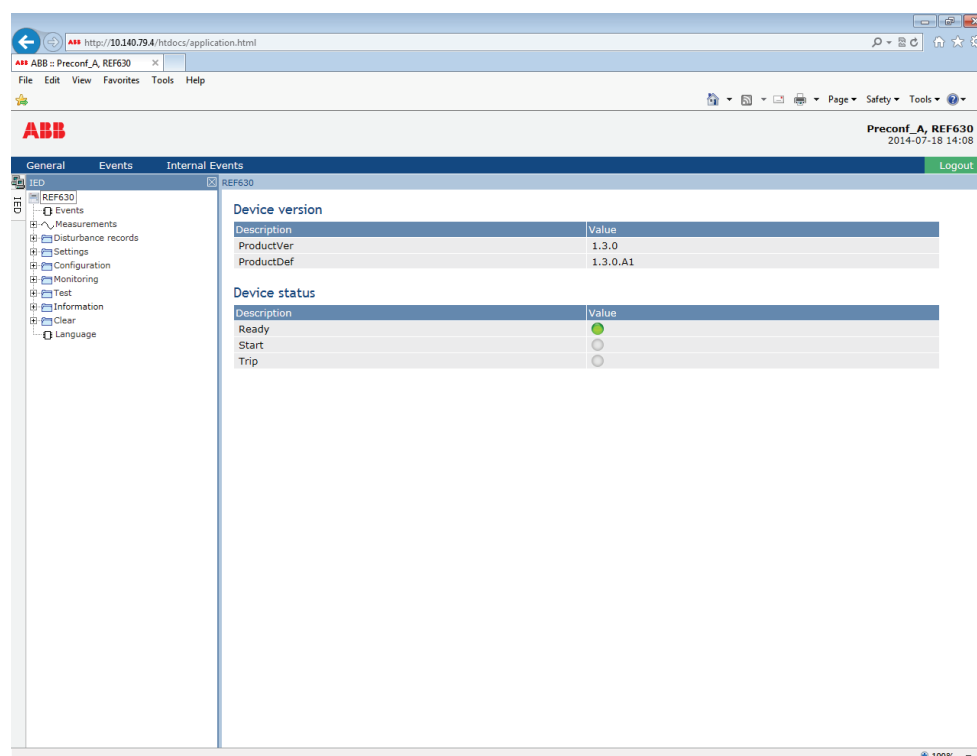 ABB http://10.140.79.4/htdocs/application.html
ABB ABB :: Preconf_A, REF630
File Edit View Favorites Tools Help
Page Safety Tools
ABB
Preconf_A, REF630
2014-07-18 14:08
General Events Internal Events Logout
IED
IED
REF630
REF630
Events
Measurements
Disturbance records
Settings
Configuration
Monitoring
Test
Information
Clear
Language
Device version
Description Value
ProductVer 1.3.0
ProductDef 1.3.0.A1
Device status
Description Value
Ready
Start
Trip
100%